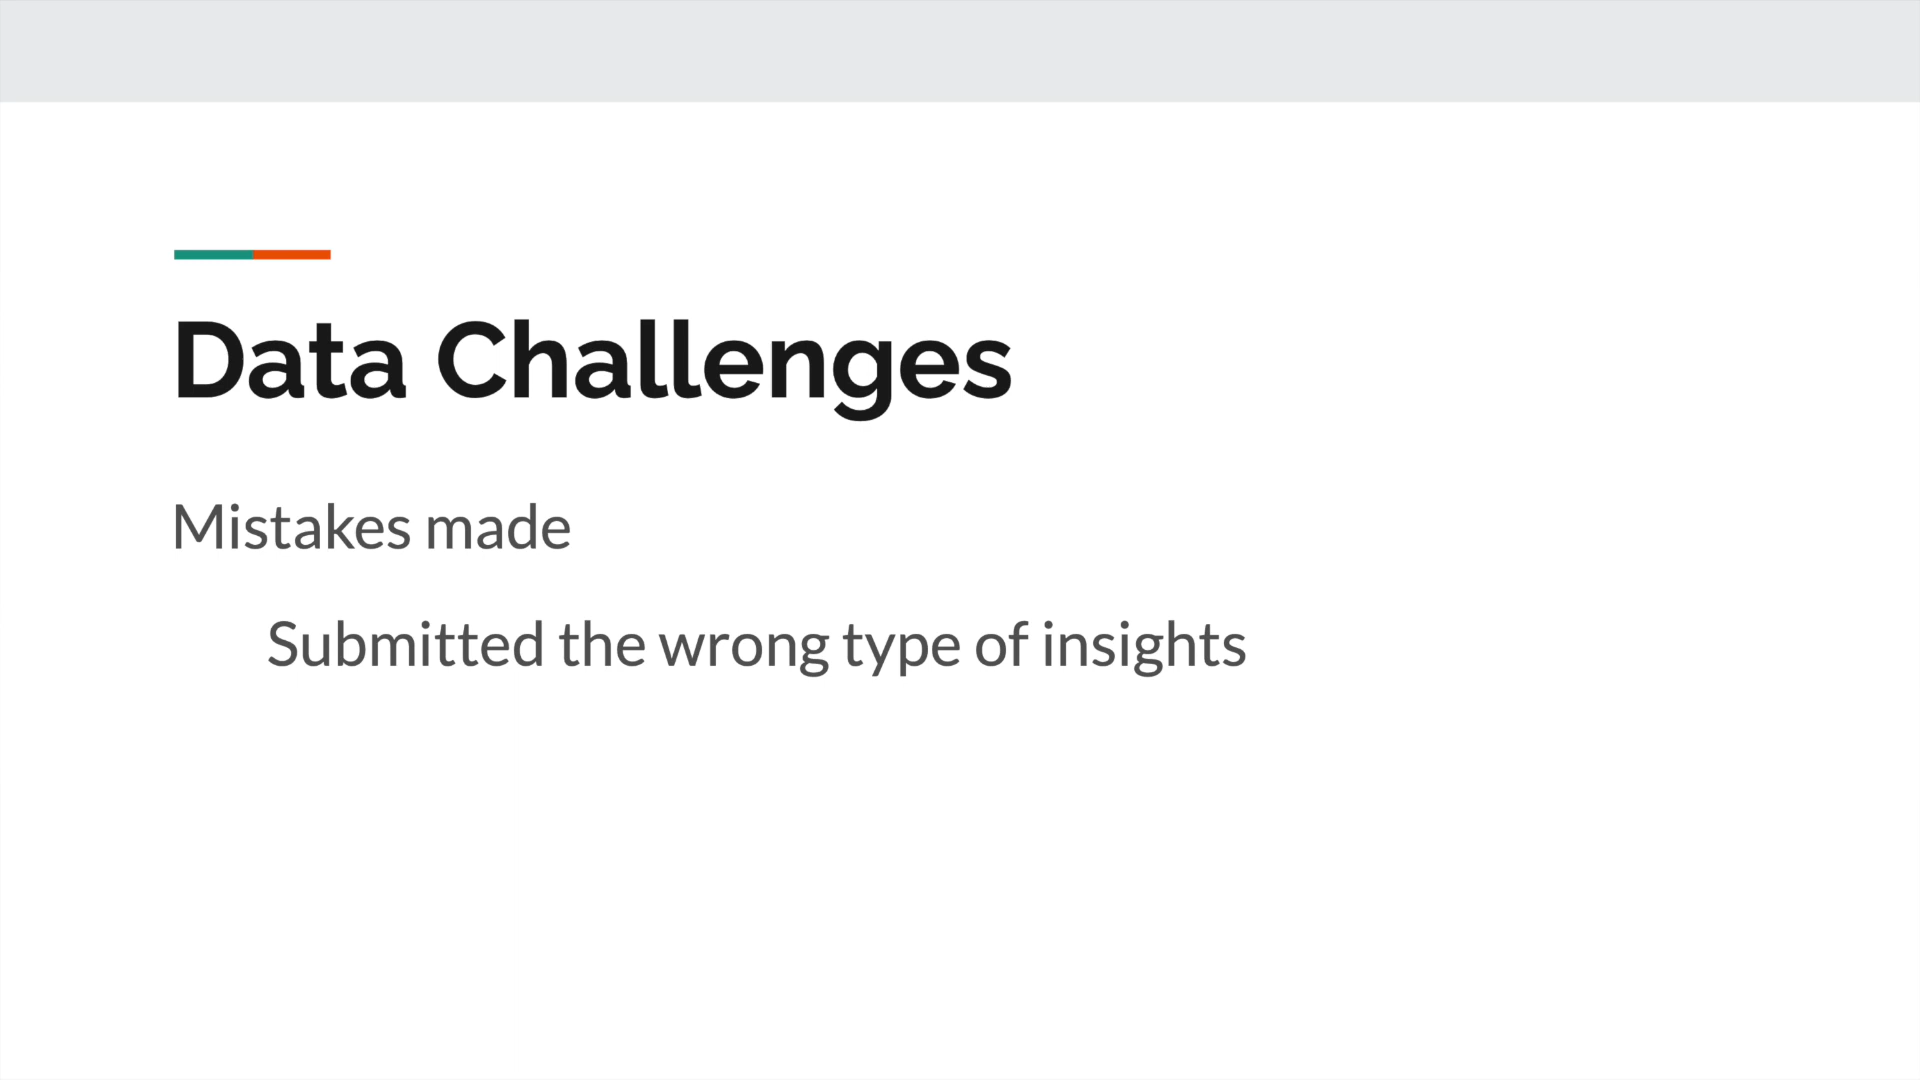 Data Challenges
Mistakes made
Submitted the wrong type of insights